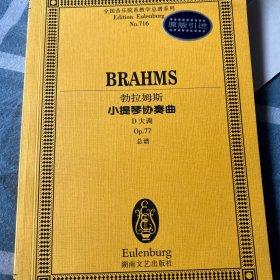 全国音乐院系教学总谱系列
Edition Eulenburg
No.716
原版引进
BRAHMS
勃拉姆斯
小提琴协奏曲
D大调
Op.77
总谱
Eulenburg
湖南文艺出版社